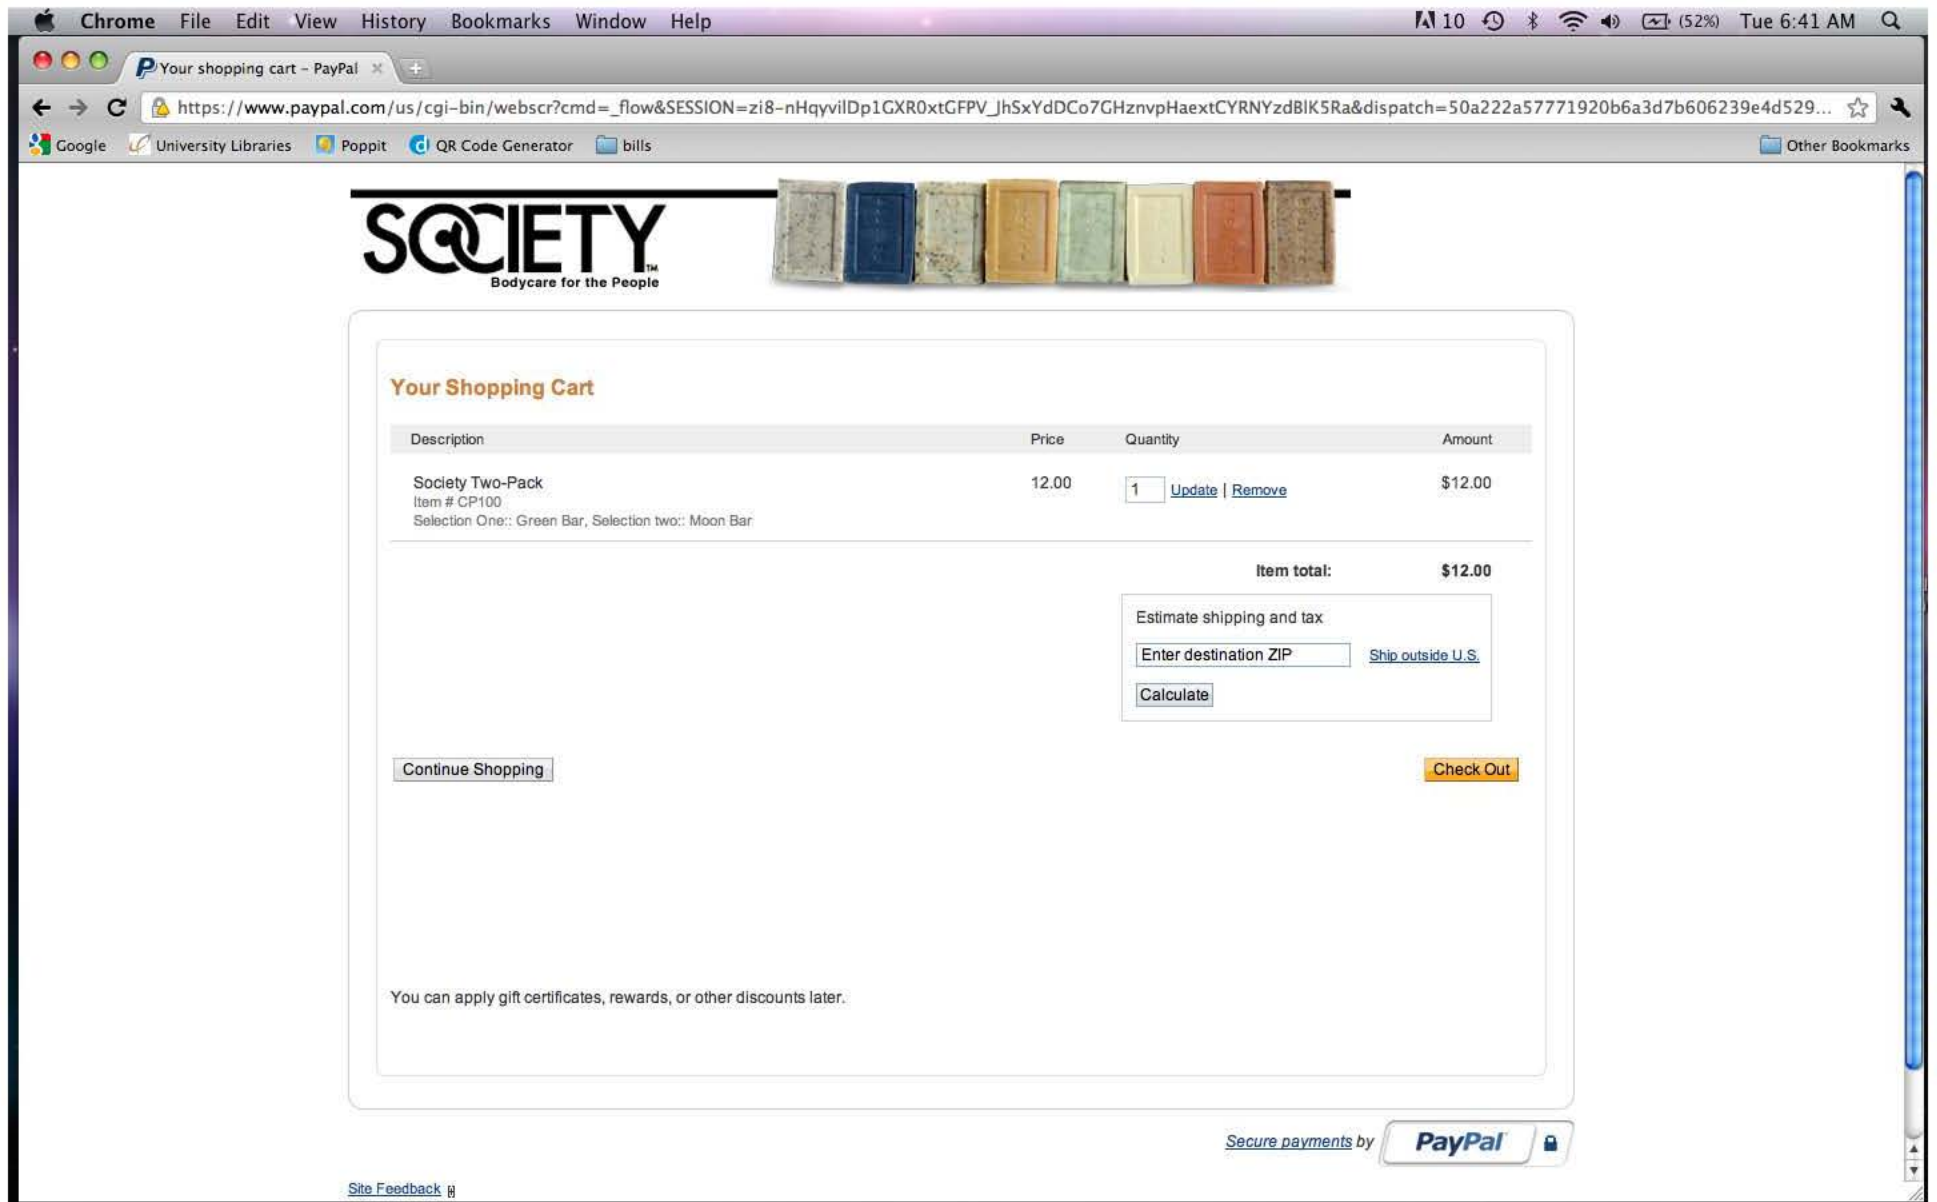 Chrome File Edit View History Bookmarks Window Help 10 (52%) Tue 6:41 AM
Your shopping cart – PayPal
https://www.paypal.com/us/cgi-bin/webscr?cmd=_flow&SESSION=zi8-nHqyvilDp1GXR0xtGFPV_JhSxYdDCo7GHznvpHaextCYRNYzdBlK5Ra&dispatch=50a222a57771920b6a3d7b606239e4d529...
Google University Libraries Poppit QR Code Generator bills Other Bookmarks
S@CIETY™
Bodycare for the People
Your Shopping Cart
Description Price Quantity Amount
Society Two-Pack 12.00 1 Update | Remove $12.00
Item # CP100
Selection One:: Green Bar, Selection two:: Moon Bar
Item total: $12.00
Estimate shipping and tax
Enter destination ZIP Ship outside U.S.
Calculate
Continue Shopping Check Out
You can apply gift certificates, rewards, or other discounts later.
Secure payments by PayPal
Site Feedback